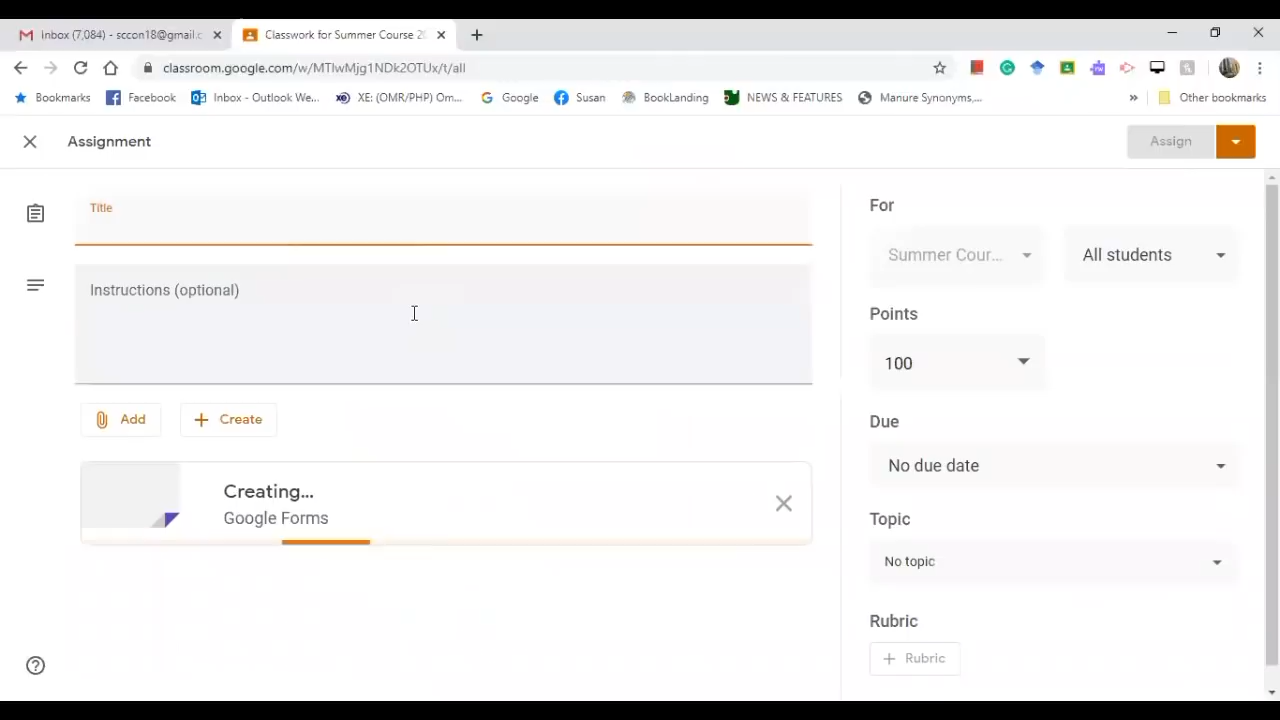 Inbox (7,084) - sccon18@gmail.c
Classwork for Summer Course 2
classroom.google.com/w/MTIwMjg1NDk2OTUx/t/all
Bookmarks Facebook Inbox - Outlook We... XE: (OMR/PHP) Om... Google Susan BookLanding NEWS & FEATURES Manure Synonyms,... » Other bookmarks
Assignment
Assign
Title
For
Summer Cour...
All students
Instructions (optional)
Points
100
Add
Create
Due
No due date
Creating...
Google Forms
Topic
No topic
Rubric
Rubric